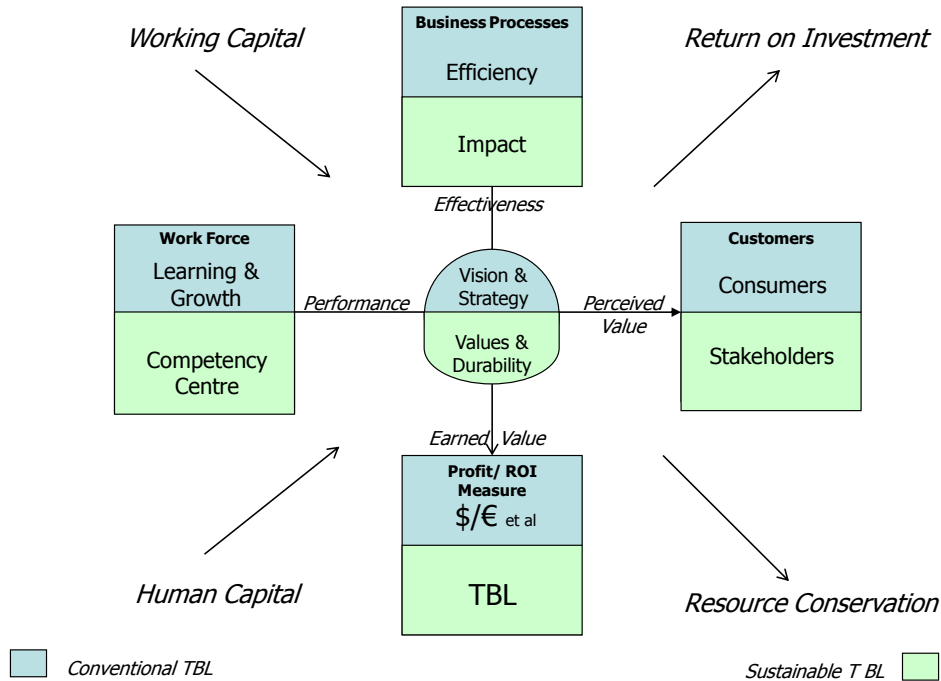 Working Capital
Business Processes
Efficiency
Impact
Return on Investment
Effectiveness
Work Force
Learning &
Growth
Competency
Centre
Performance
Vision &
Strategy
Values &
Durability
Perceived
Value
Customers
Consumers
Stakeholders
Earned Value
Profit/ ROI
Measure
$/€ et al
TBL
Human Capital
Resource Conservation
Conventional TBL
Sustainable T BL